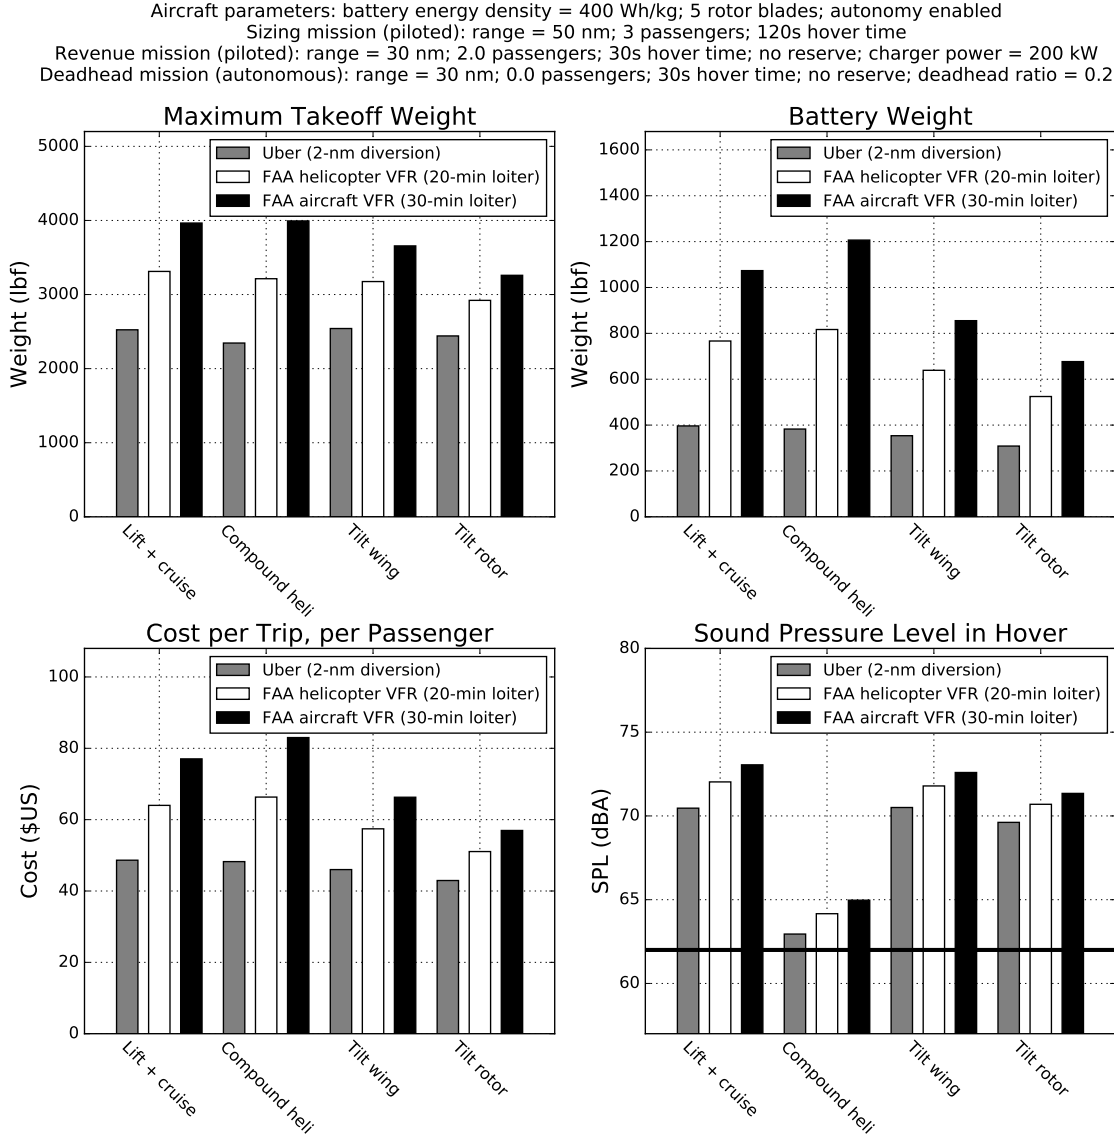 Aircraft parameters: battery energy density = 400 Wh/kg; 5 rotor blades; autonomy enabled
Sizing mission (piloted): range = 50 nm; 3 passengers; 120s hover time
Revenue mission (piloted): range = 30 nm; 2.0 passengers; 30s hover time; no reserve; charger power = 200 kW
Deadhead mission (autonomous): range = 30 nm; 0.0 passengers; 30s hover time; no reserve; deadhead ratio = 0.2
Maximum Takeoff Weight
Uber (2-nm diversion)
FAA helicopter VFR (20-min loiter)
FAA aircraft VFR (30-min loiter)
Weight (lbf)
5000
4000
3000
2000
1000
0
Lift + cruise
Compound heli
Tilt wing
Tilt rotor
Battery Weight
Uber (2-nm diversion)
FAA helicopter VFR (20-min loiter)
FAA aircraft VFR (30-min loiter)
Weight (lbf)
1600
1400
1200
1000
800
600
400
200
0
Lift + cruise
Compound heli
Tilt wing
Tilt rotor
Cost per Trip, per Passenger
Uber (2-nm diversion)
FAA helicopter VFR (20-min loiter)
FAA aircraft VFR (30-min loiter)
Cost ($US)
100
80
60
40
20
0
Lift + cruise
Compound heli
Tilt wing
Tilt rotor
Sound Pressure Level in Hover
Uber (2-nm diversion)
FAA helicopter VFR (20-min loiter)
FAA aircraft VFR (30-min loiter)
SPL (dBA)
80
75
70
65
60
Lift + cruise
Compound heli
Tilt wing
Tilt rotor